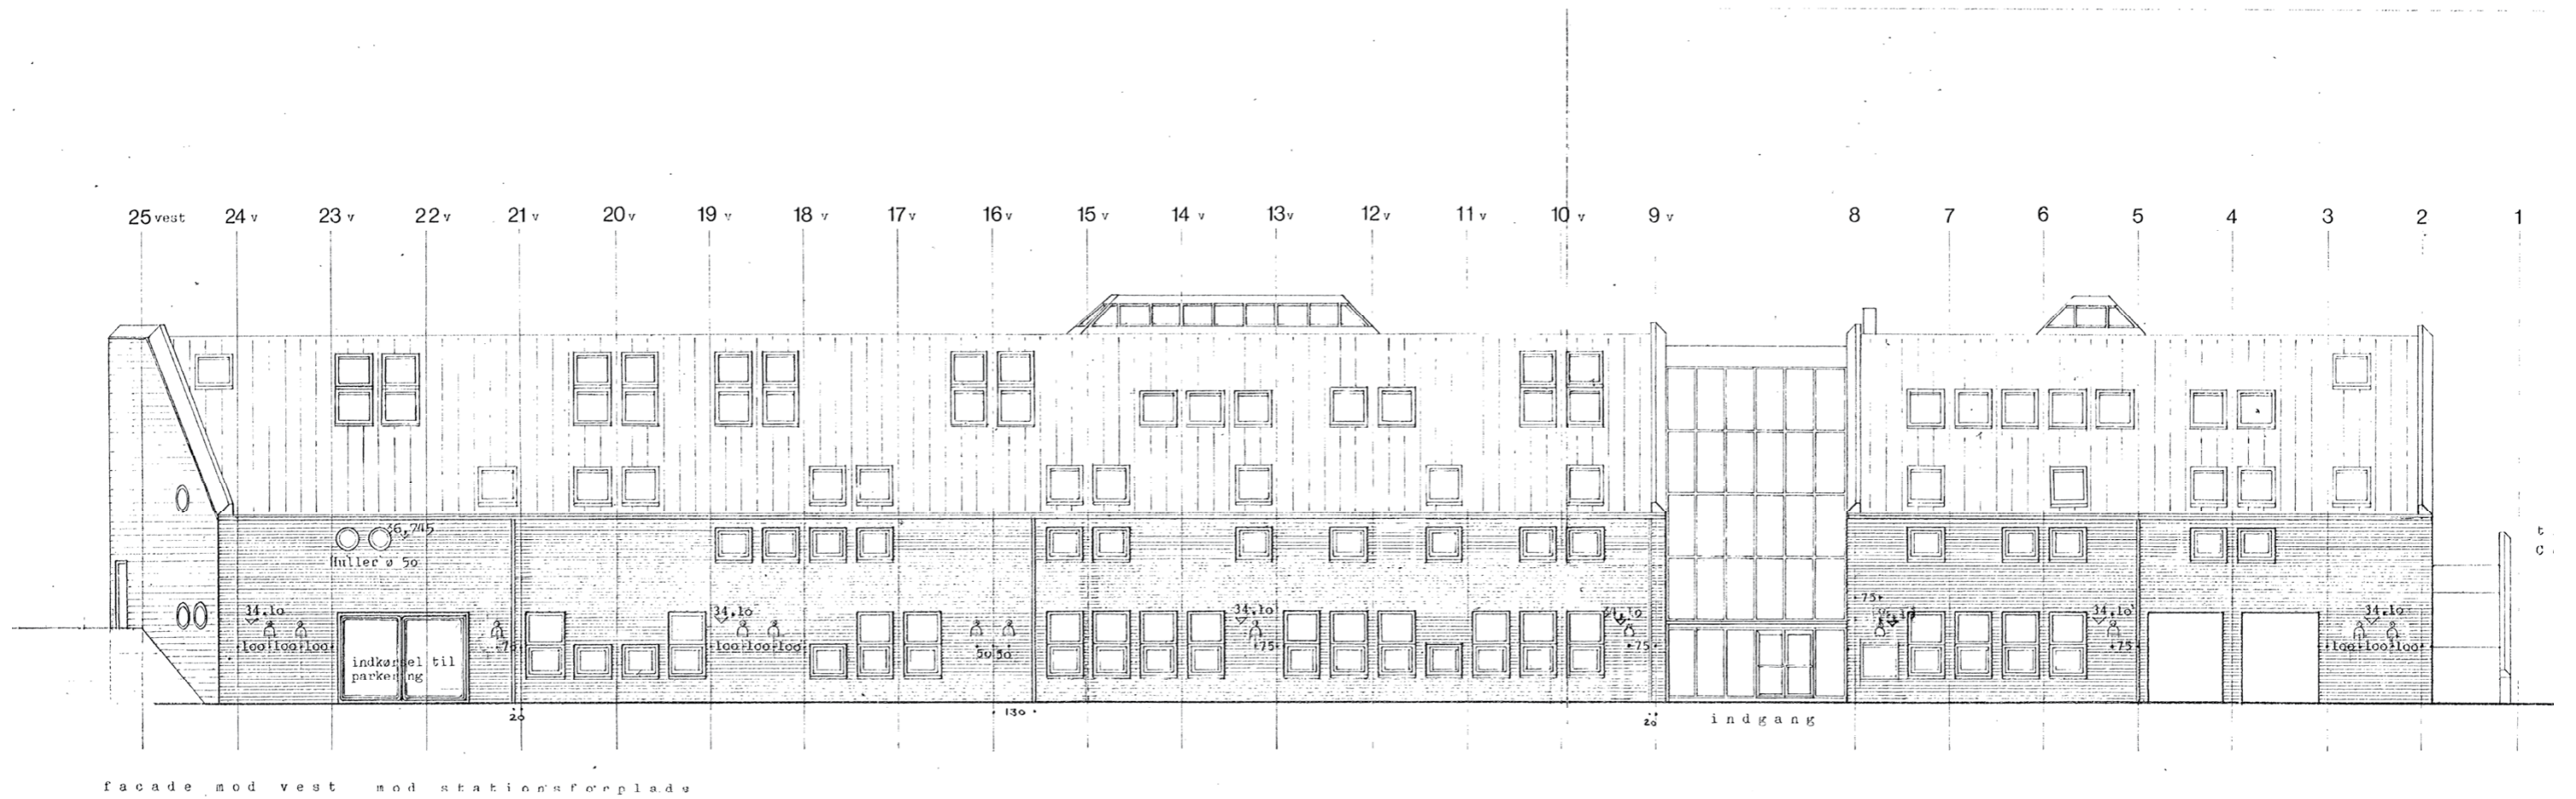 25 vest 24 v 23 v 22 v 21 v 20 v 19 v 18 v 17 v 16 v 15 v 14 v 13 v 12 v 11 v 10 v 9 v 8 7 6 5 4 3 2 1
36,745
Huller ø 50
34.10 34.10 34.10 34.10 34.10
75
100 100 100 100 100 100 75 75 75 100 100 100
50 50
indkørsel til
parkering
20 130 20 indgang
facade mod vest mod stationsforplads